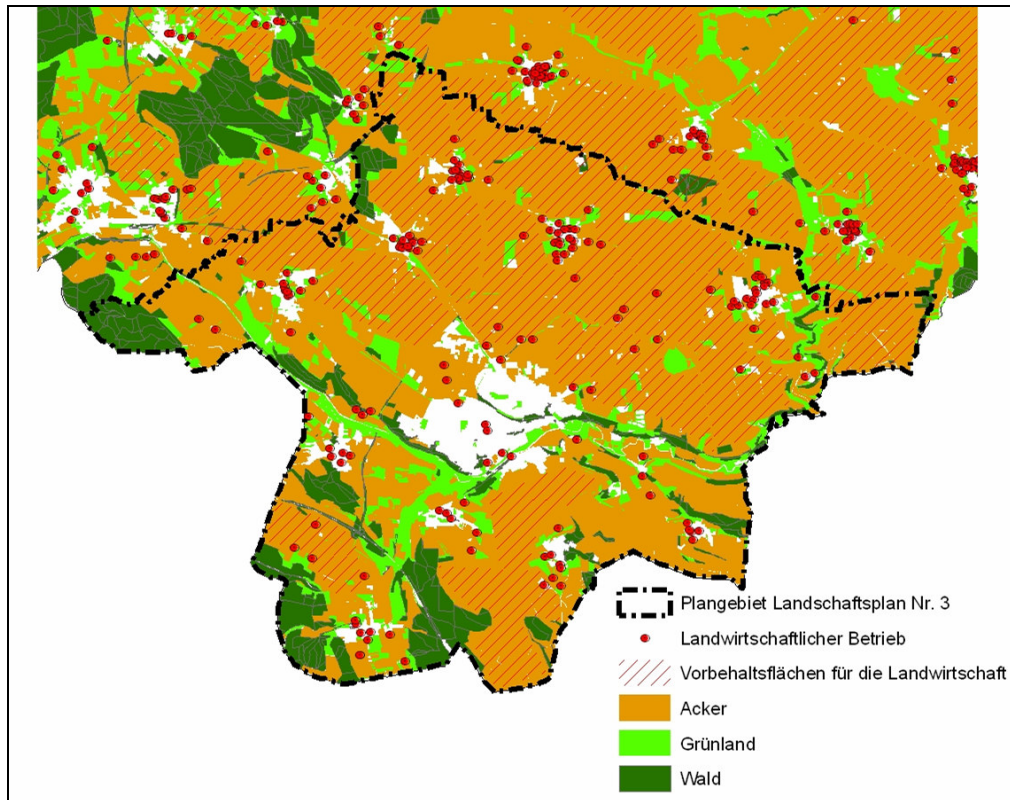 Plangebiet Landschaftsplan Nr. 3
Landwirtschaftlicher Betrieb
Vorbehaltsflächen für die Landwirtschaft
Acker
Grünland
Wald